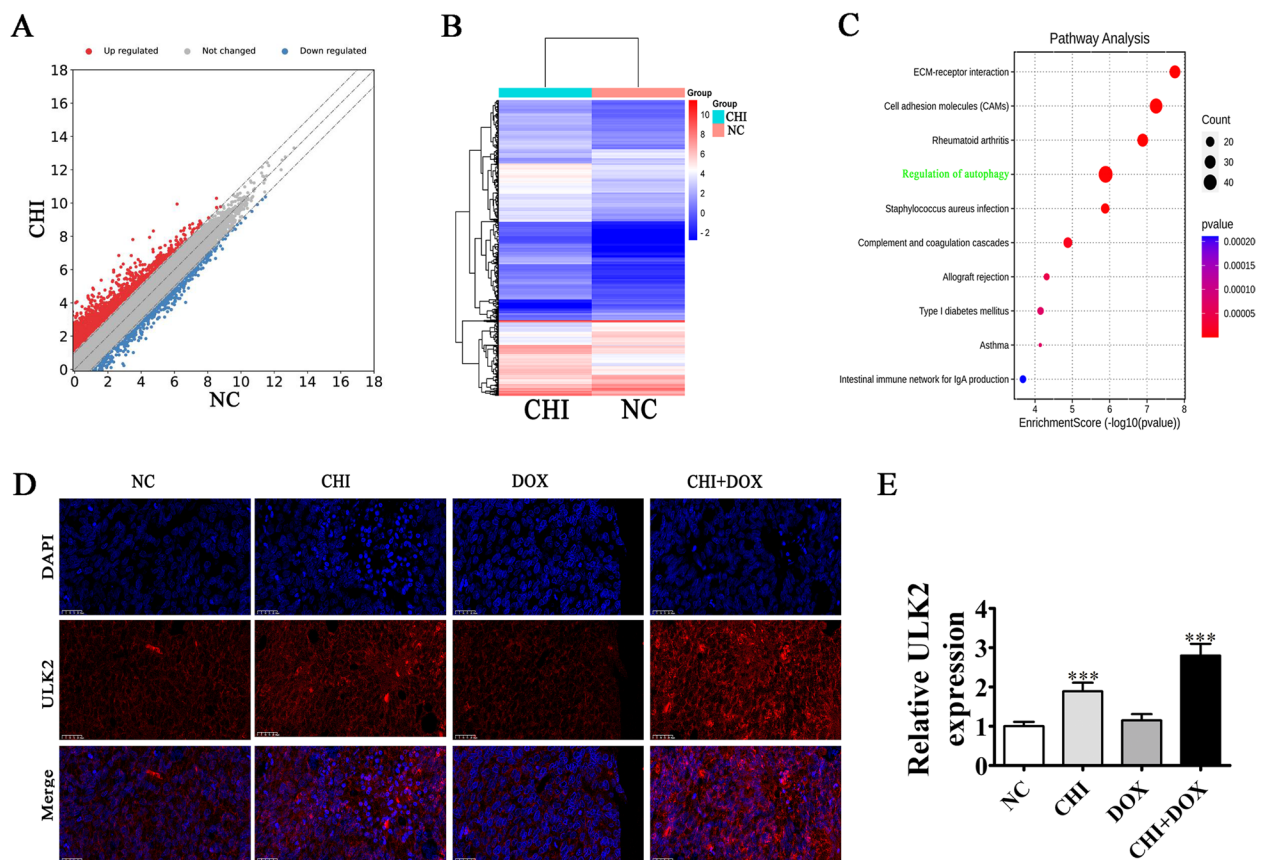 A
Up regulated
Not changed
Down regulated
18
16
14
12
10
8
6
4
2
0
0
2
4
6
8
10
12
14
16
18
CHI
NC
B
Group
10
8
6
4
2
0
-2
Group
CHI
NC
CHI
NC
C
Pathway Analysis
ECM-receptor interaction
Cell adhesion molecules (CAMs)
Rheumatoid arthritis
Regulation of autophagy
Staphylococcus aureus infection
Complement and coagulation cascades
Allograft rejection
Type I diabetes mellitus
Asthma
Intestinal immune network for IgA production
4
5
6
7
8
EnrichmentScore (-log10(pvalue))
Count
20
30
40
pvalue
0.00020
0.00015
0.00010
0.00005
D
NC
CHI
DOX
CHI+DOX
DAPI
ULK2
Merge
E
Relative ULK2
expression
4
3
2
1
0
***
***
NC
CHI
DOX
CHI+DOX